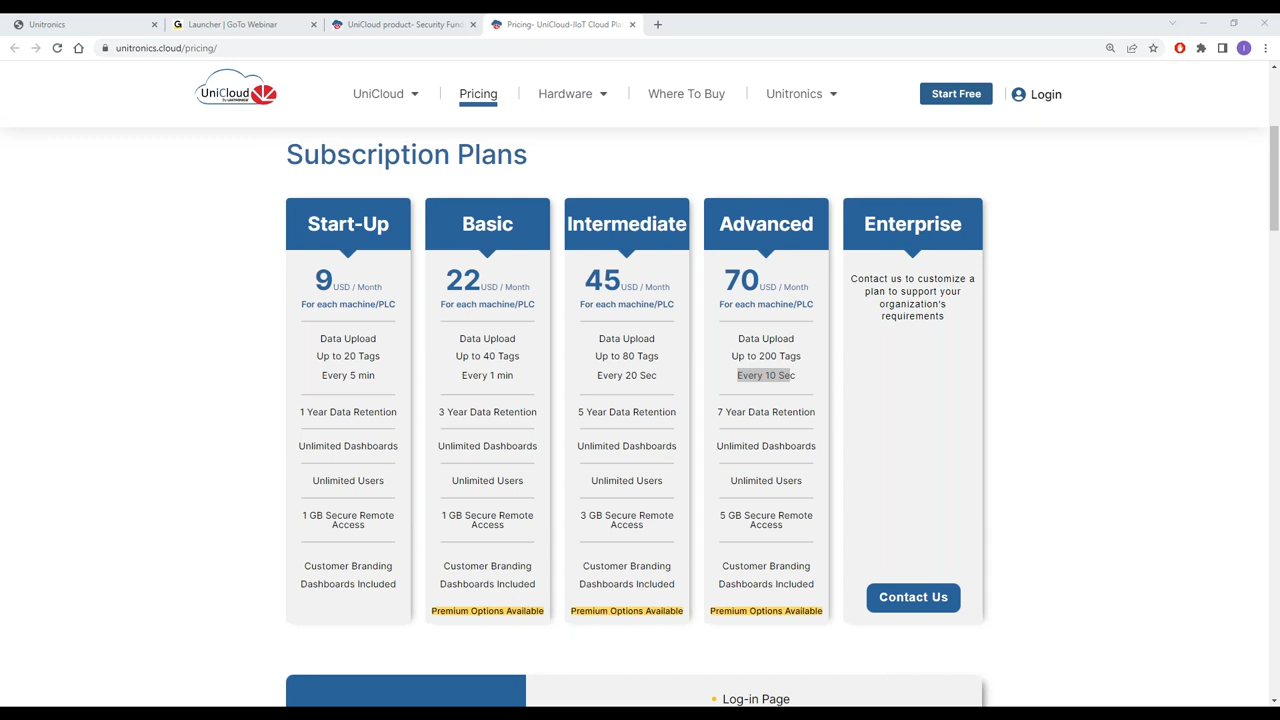 Unitronics
Launcher | GoTo Webinar
UniCloud product- Security Fund
Pricing- UniCloud-IIoT Cloud Pla
unitronics.cloud/pricing/
UniCloud
BY UNITRONICS
UniCloud
Pricing
Hardware
Where To Buy
Unitronics
Start Free
Login
Subscription Plans
Start-Up
9 USD / Month
For each machine/PLC
Data Upload
Up to 20 Tags
Every 5 min
1 Year Data Retention
Unlimited Dashboards
Unlimited Users
1 GB Secure Remote
Access
Customer Branding
Dashboards Included
Basic
22 USD / Month
For each machine/PLC
Data Upload
Up to 40 Tags
Every 1 min
3 Year Data Retention
Unlimited Dashboards
Unlimited Users
1 GB Secure Remote
Access
Customer Branding
Dashboards Included
Premium Options Available
Intermediate
45 USD / Month
For each machine/PLC
Data Upload
Up to 80 Tags
Every 20 Sec
5 Year Data Retention
Unlimited Dashboards
Unlimited Users
3 GB Secure Remote
Access
Customer Branding
Dashboards Included
Premium Options Available
Advanced
70 USD / Month
For each machine/PLC
Data Upload
Up to 200 Tags
Every 10 Sec
7 Year Data Retention
Unlimited Dashboards
Unlimited Users
5 GB Secure Remote
Access
Customer Branding
Dashboards Included
Premium Options Available
Enterprise
Contact us to customize a
plan to support your
organization's
requirements
Contact Us
Log-in Page